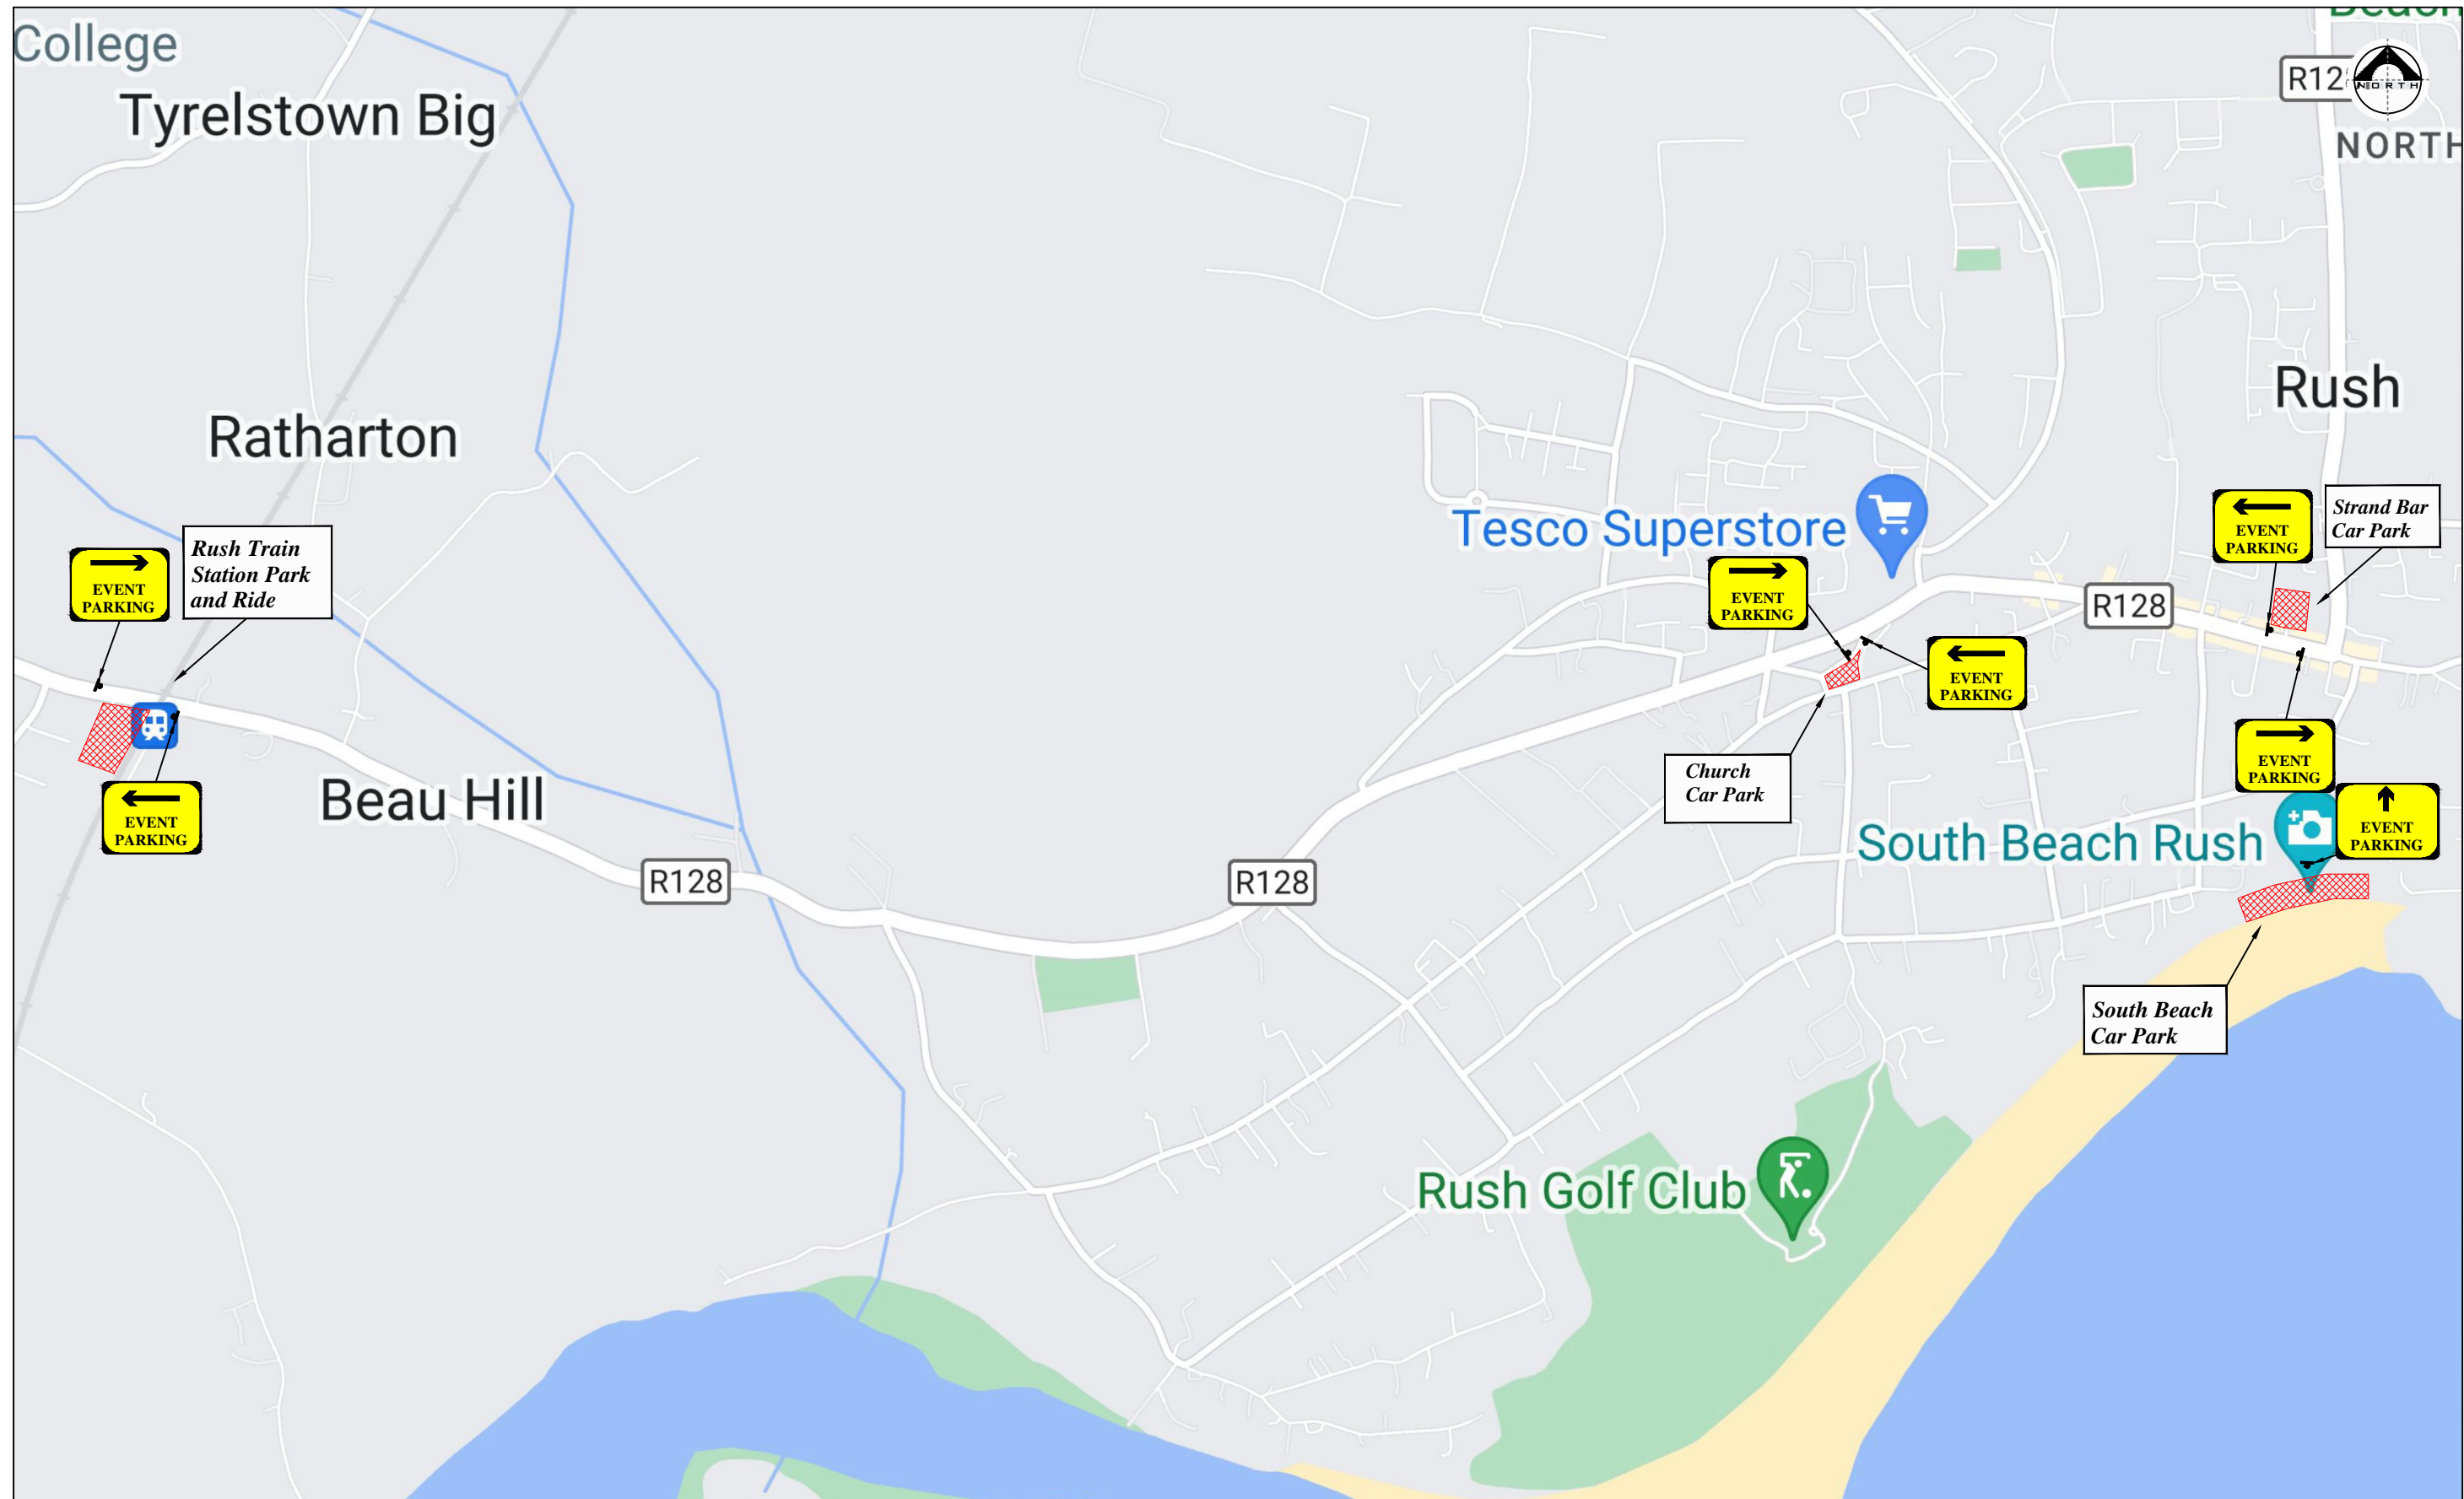 College
Beach
R12
NORTH
NORTH
Tyrelstown Big
Rush
Ratharton
EVENT
PARKING
Rush Train
Station Park
and Ride
Tesco Superstore
EVENT
PARKING
EVENT
PARKING
Strand Bar
Car Park
R128
EVENT
PARKING
EVENT
PARKING
Church
Car Park
EVENT
PARKING
Beau Hill
EVENT
PARKING
South Beach Rush
R128
R128
South Beach
Car Park
Rush Golf Club